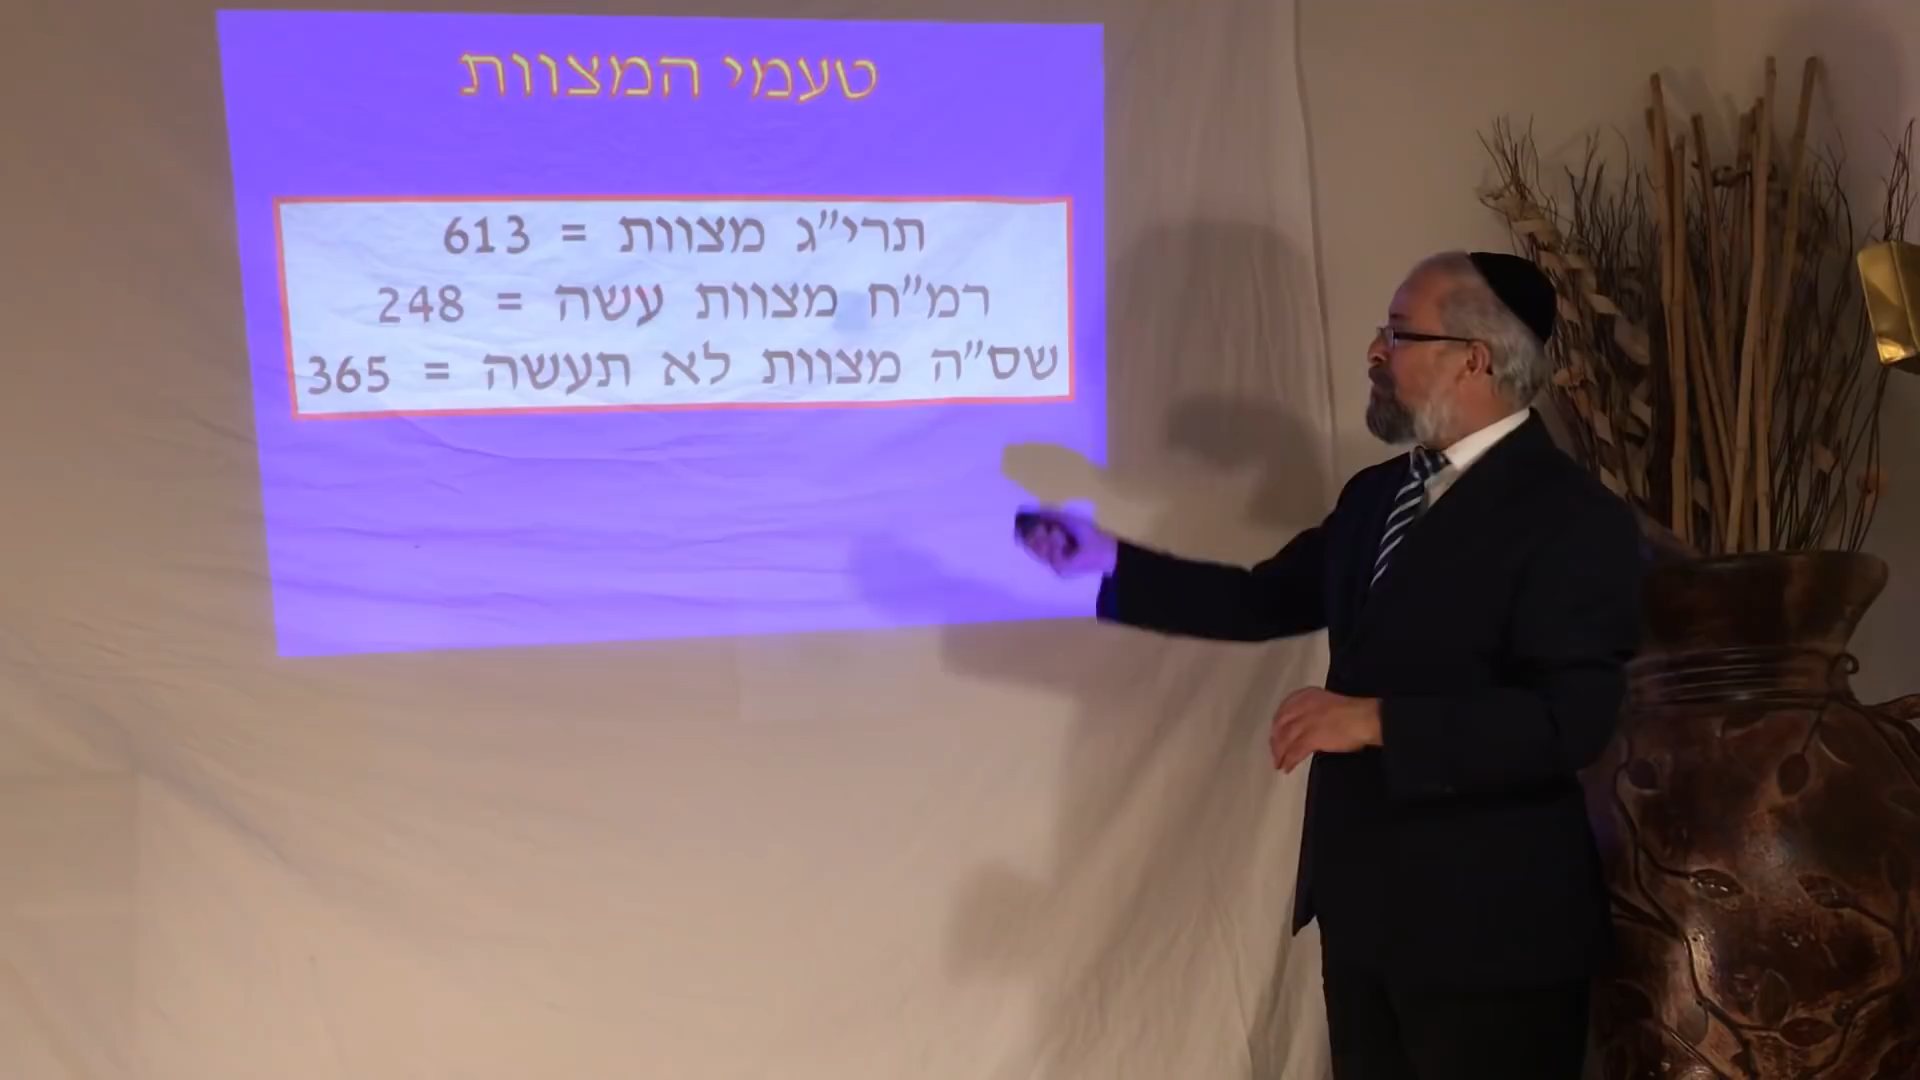 טעמי המצוות
תרי״ג מצוות = 613
רמ״ח מצוות עשה = 248
שס״ה מצוות לא תעשה = 365